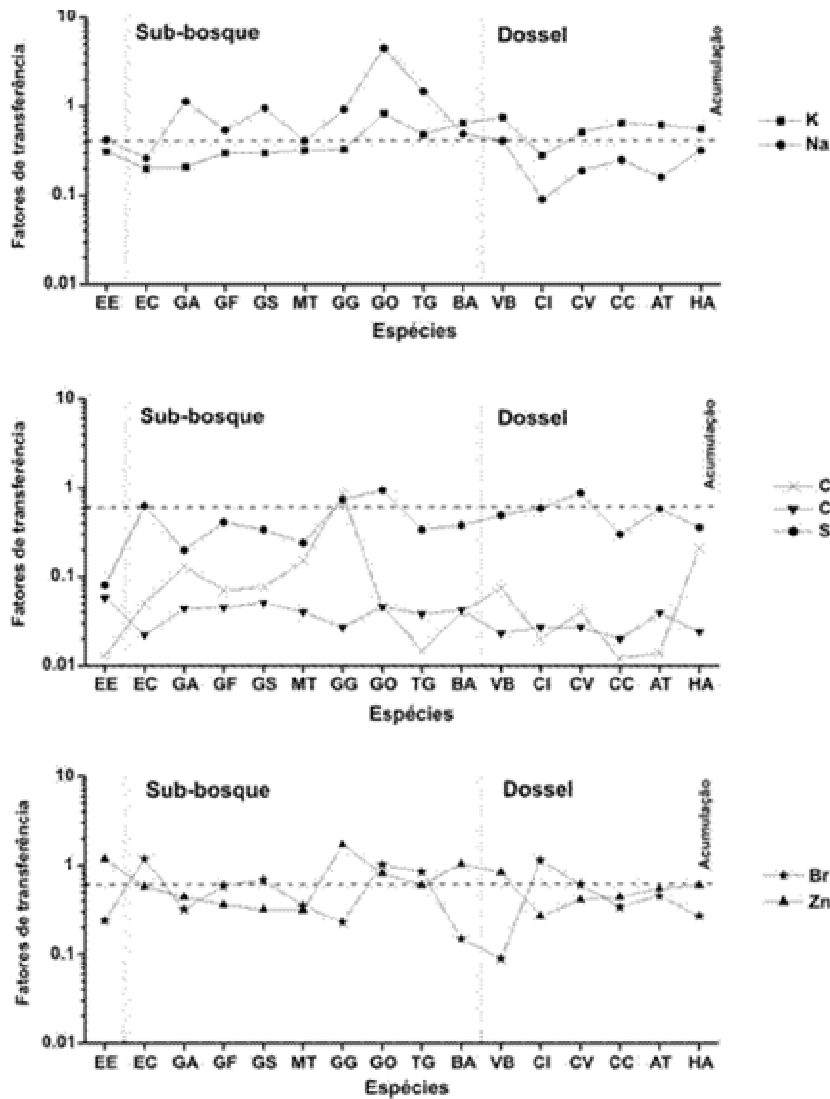 10
1
0.1
0.01
Fatores de transferência
Sub-bosque
Dossel
Acumulação
K
Na
EE EC GA GF GS MT GG GO TG BA VB CI CV CC AT HA
Espécies
10
1
0.1
0.01
Fatores de transferência
Sub-bosque
Dossel
Acumulação
C
C
S
EE EC GA GF GS MT GG GO TG BA VB CI CV CC AT HA
Espécies
10
1
0.1
0.01
Fatores de transferência
Sub-bosque
Dossel
Acumulação
Br
Zn
EE EC GA GF GS MT GG GO TG BA VB CI CV CC AT HA
Espécies